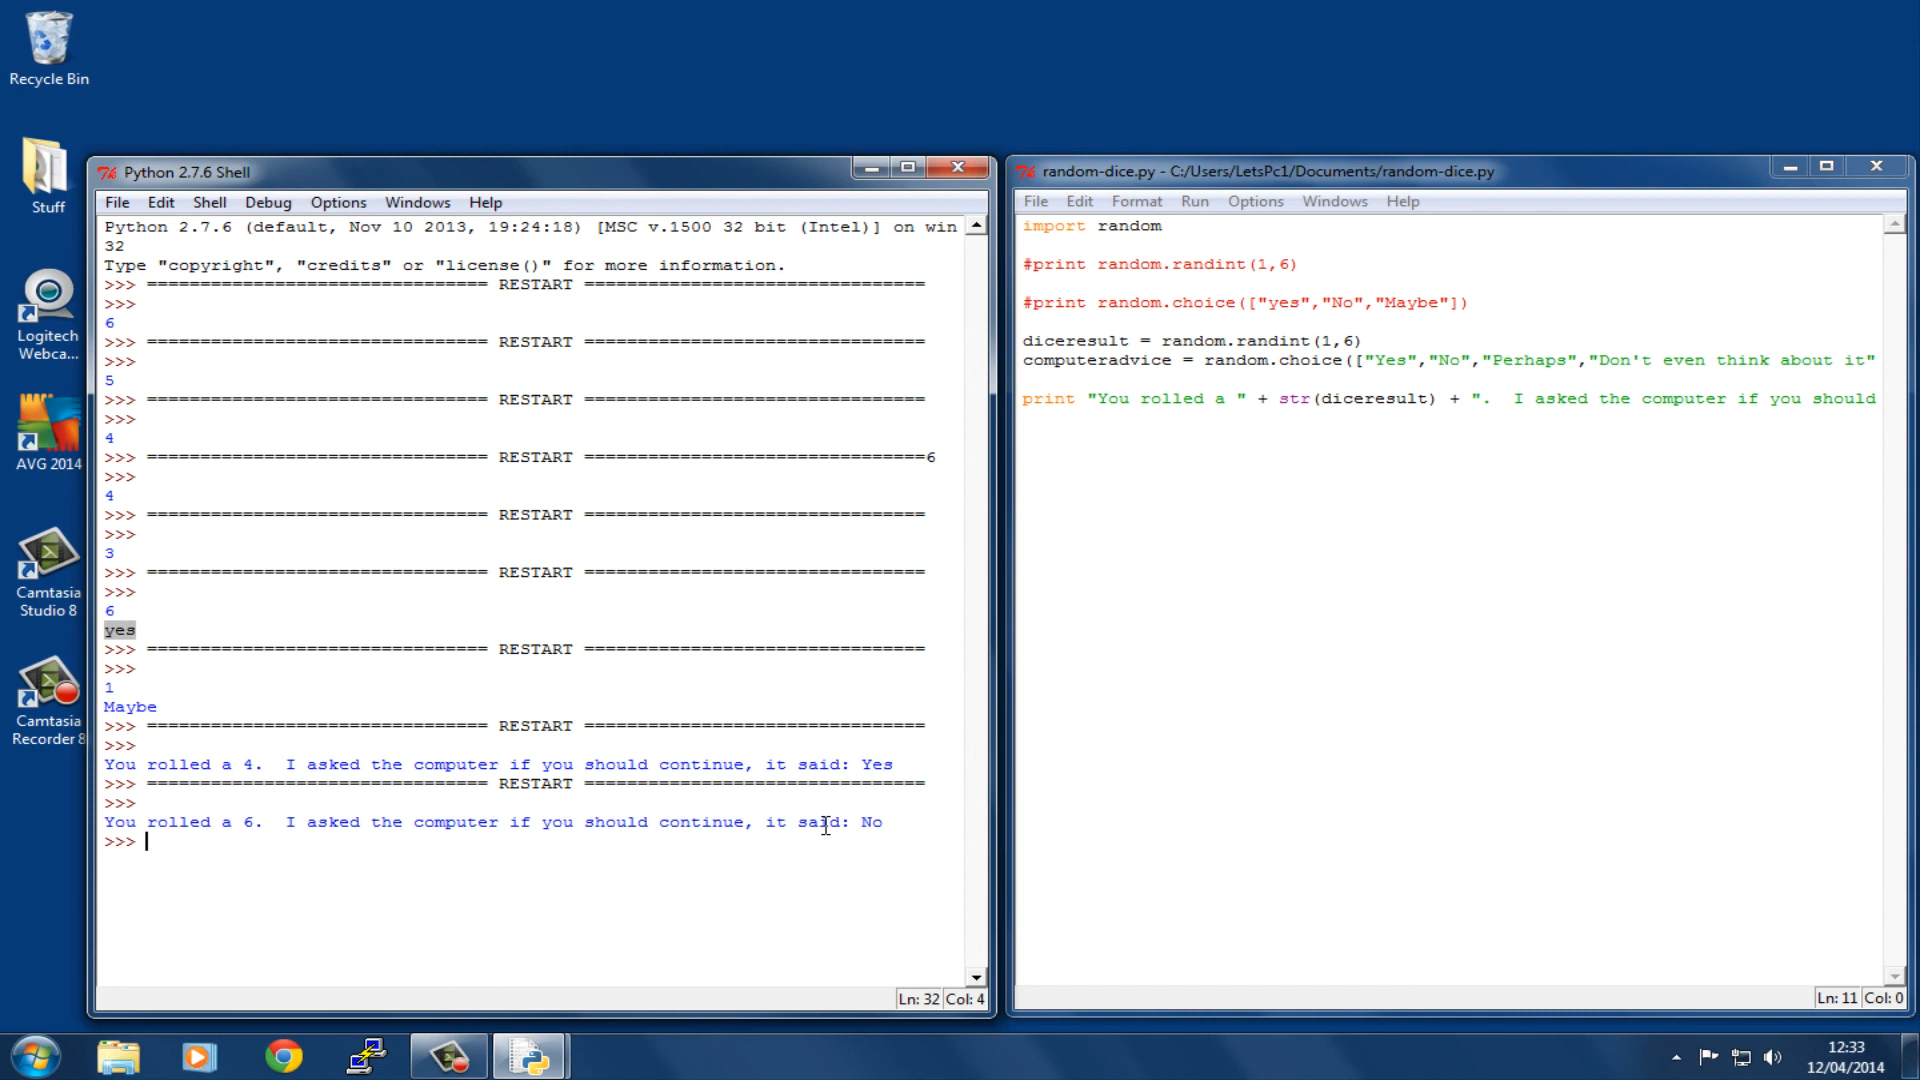 Recycle Bin
Stuff
Logitech
Webca...
AVG 2014
Camtasia
Studio 8
Camtasia
Recorder 8
Python 2.7.6 Shell
File Edit Shell Debug Options Windows Help
Python 2.7.6 (default, Nov 10 2013, 19:24:18) [MSC v.1500 32 bit (Intel)] on win
32
Type "copyright", "credits" or "license()" for more information.
>>> ================================ RESTART ================================
>>>
6
>>> ================================ RESTART ================================
>>>
5
>>> ================================ RESTART ================================
>>>
4
>>> ================================ RESTART ================================6
>>>
4
>>> ================================ RESTART ================================
>>>
3
>>> ================================ RESTART ================================
>>>
6
yes
>>> ================================ RESTART ================================
>>>
1
Maybe
>>> ================================ RESTART ================================
>>>
You rolled a 4.  I asked the computer if you should continue, it said: Yes
>>> ================================ RESTART ================================
>>>
You rolled a 6.  I asked the computer if you should continue, it said: No
>>>
Ln: 32 Col: 4
random-dice.py - C:/Users/LetsPc1/Documents/random-dice.py
File Edit Format Run Options Windows Help
import random
#print random.randint(1,6)
#print random.choice(["yes","No","Maybe"])
diceresult = random.randint(1,6)
computeradvice = random.choice(["Yes","No","Perhaps","Don't even think about it"
print "You rolled a " + str(diceresult) + ".  I asked the computer if you should
Ln: 11 Col: 0
12:33
12/04/2014